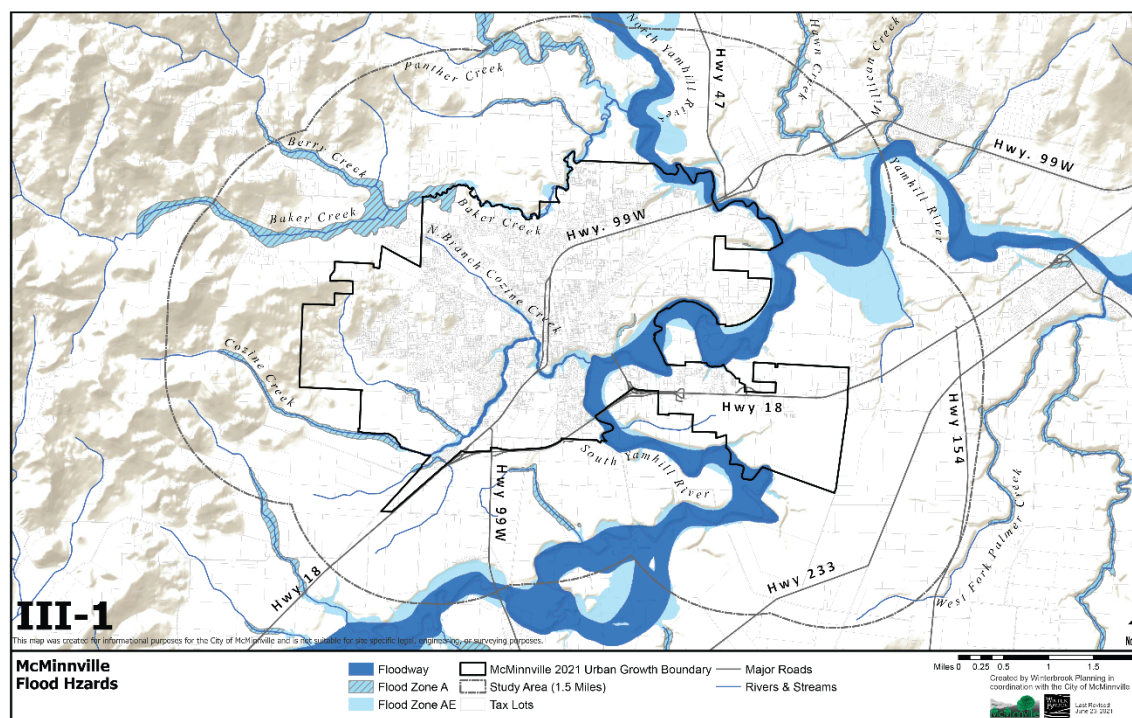 North Yamhill River
Hwy 47
Hawn Creek
Millican Creek
Panther Creek
Hwy. 99W
Berry Creek
Yamhill River
Baker Creek
Baker Creek
Hwy. 99W
N. Branch Cozine Creek
Cozine Creek
Hwy 18
Hwy 154
South Yamhill River
Hwy 99W
Hwy 18
Hwy 233
West Fork Palmer Creek
III-1
This map was created for informational purposes for the City of McMinnville and is not suitable for site specific legal, engineering, or surveying purposes.
McMinnville
Flood Hzards
Floodway
Flood Zone A
Flood Zone AE
McMinnville 2021 Urban Growth Boundary
Study Area (1.5 Miles)
Tax Lots
Major Roads
Rivers & Streams
Miles 0 0.25 0.5 1 1.5
Created by Winterbrook Planning in
coordination with the City of McMinnville
Last Revised
June 23, 2021